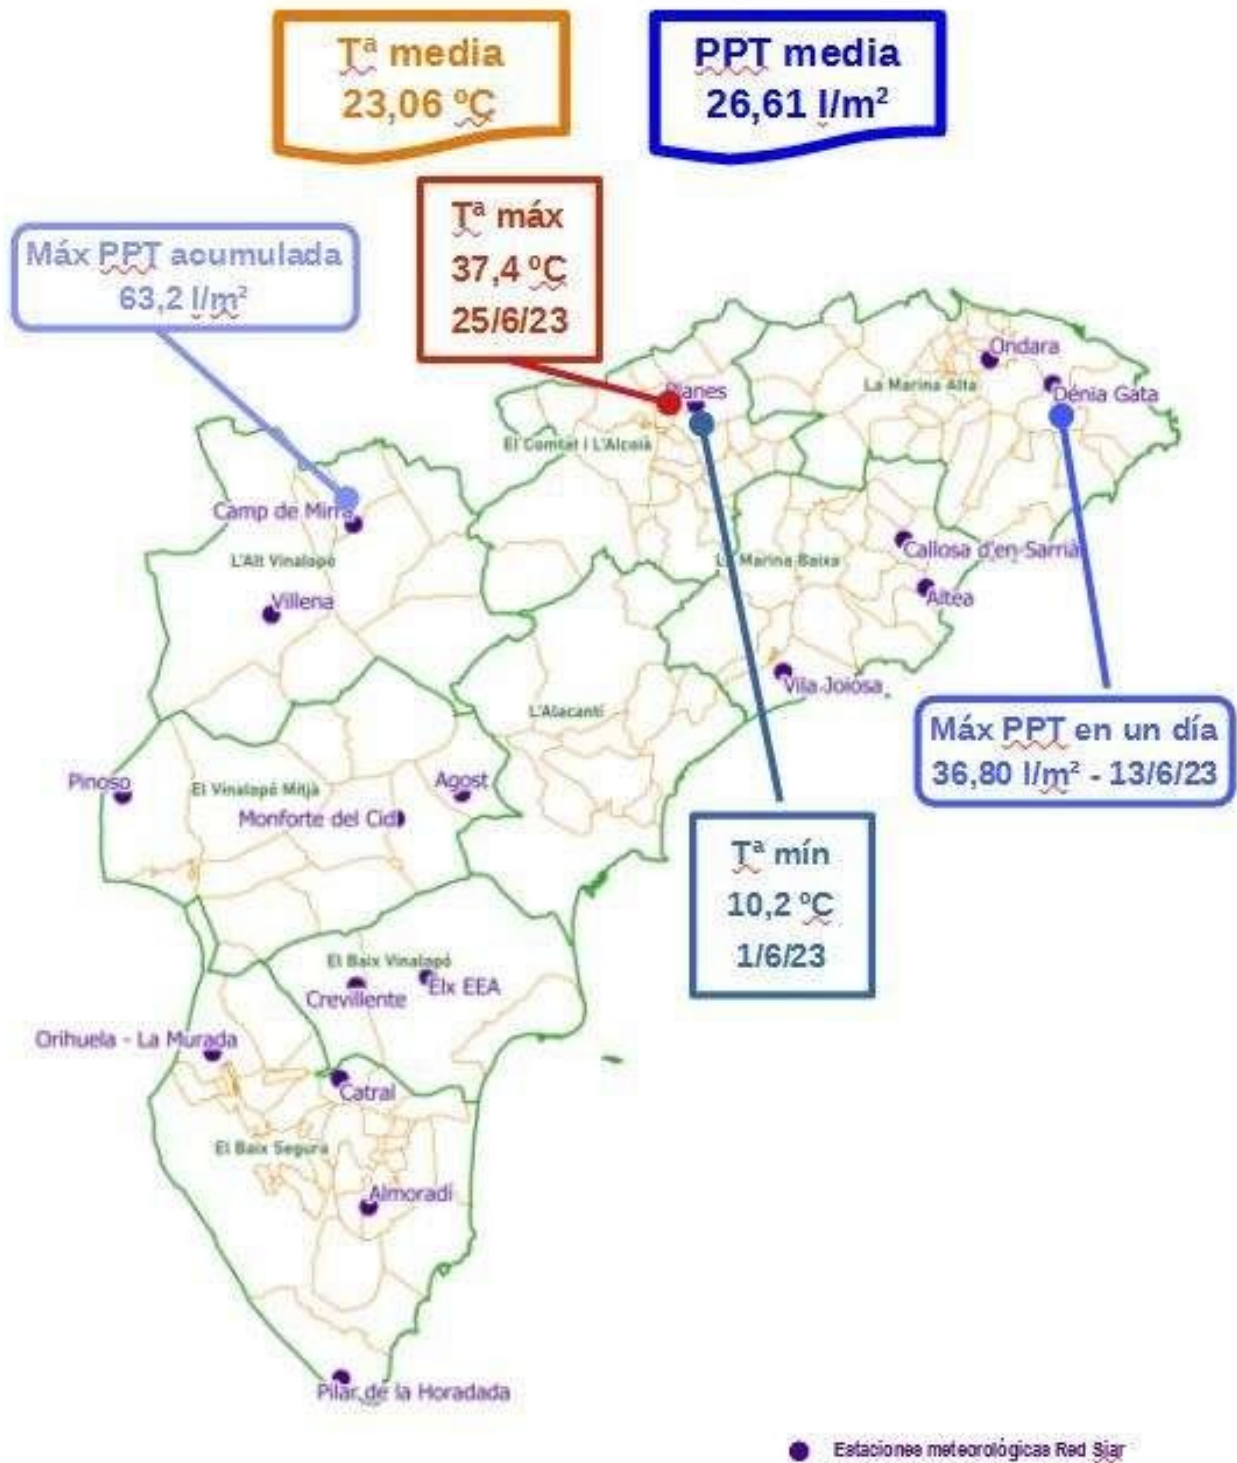 Tª media
23,06 ºC
PPT media
26,61 l/m²
Tª máx
37,4 ºC
25/6/23
Máx PPT acumulada
63,2 l/m²
Ondara
La Marina Alta
Planes
Dénia Gata
El Comtat i L'Alcoià
Camp de Mirra
Callosa d'en Sarrià
L'Alt Vinalopó
La Marina Baixa
Villena
Altea
Vila Joiosa
L'Alacantí
Máx PPT en un día
36,80 l/m² - 13/6/23
Pinoso
El Vinalopó Mitjà
Agost
Monforte del Cid
Tª mín
10,2 ºC
1/6/23
El Baix Vinalopó
Elx EEA
Crevillente
Orihuela - La Murada
Catral
El Baix Segura
Almoradí
Pilar de la Horadada
Estaciones meteorológicas Red Siar